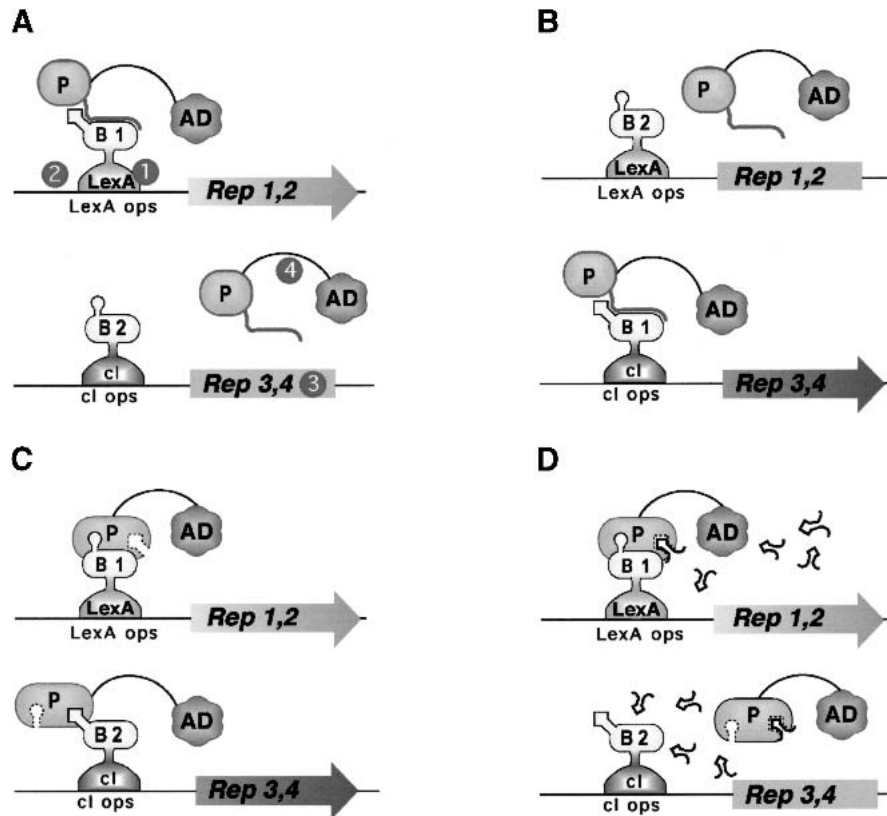 A
P
AD
B 1
2
1
LexA
Rep 1,2
LexA ops
4
P
AD
B 2
cI
Rep 3,4
3
cI ops
B
P
AD
B 2
LexA
Rep 1,2
LexA ops
P
AD
B 1
cI
Rep 3,4
cI ops
C
P
AD
B 1
LexA
Rep 1,2
LexA ops
P
AD
B 2
cI
Rep 3,4
cI ops
D
P
AD
B 1
LexA
Rep 1,2
LexA ops
P
AD
B 2
cI
Rep 3,4
cI ops